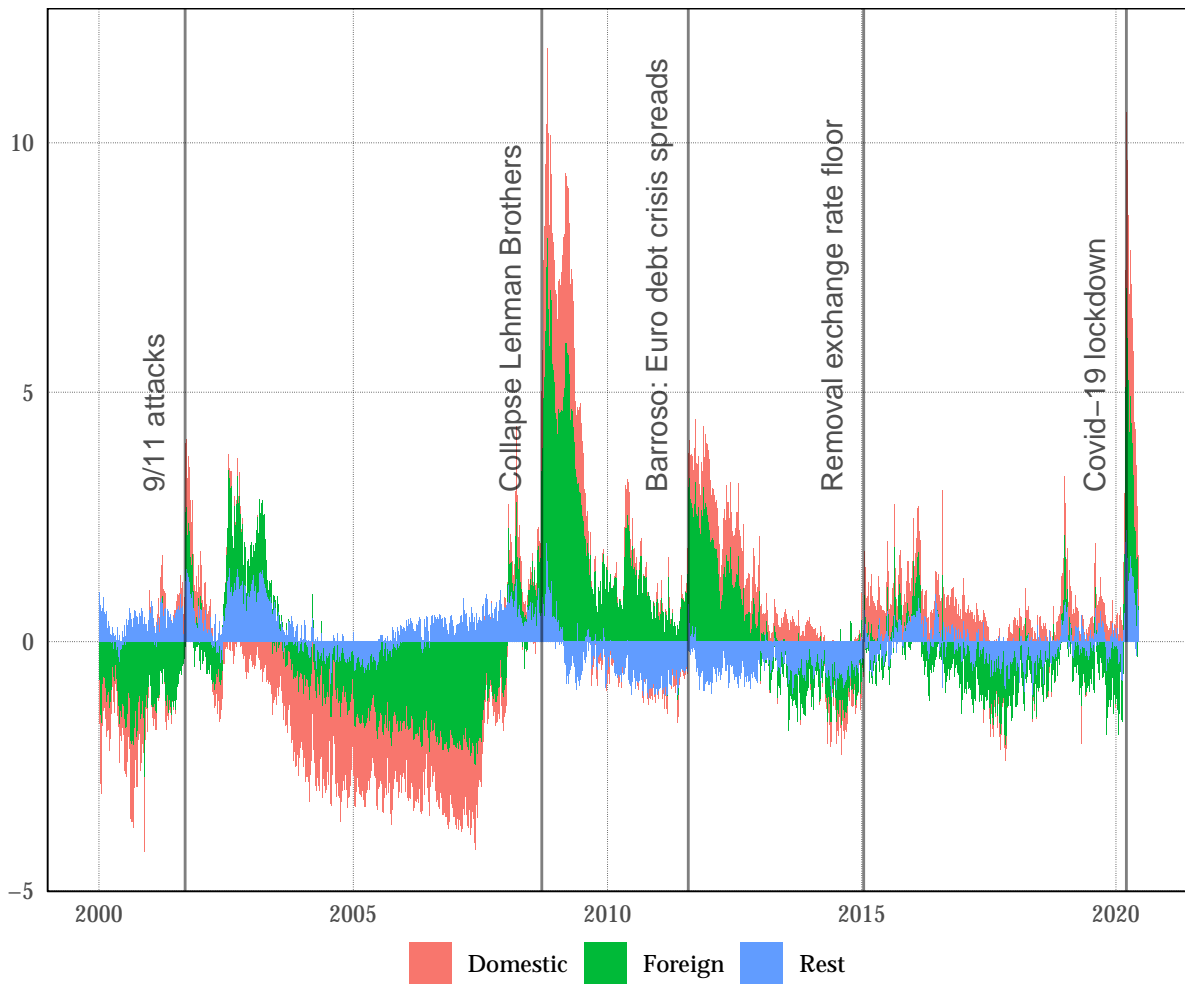 10
5
0
−5
9/11 attacks
Collapse Lehman Brothers
Barroso: Euro debt crisis spreads
Removal exchange rate floor
Covid−19 lockdown
2000
2005
2010
2015
2020
Domestic
Foreign
Rest